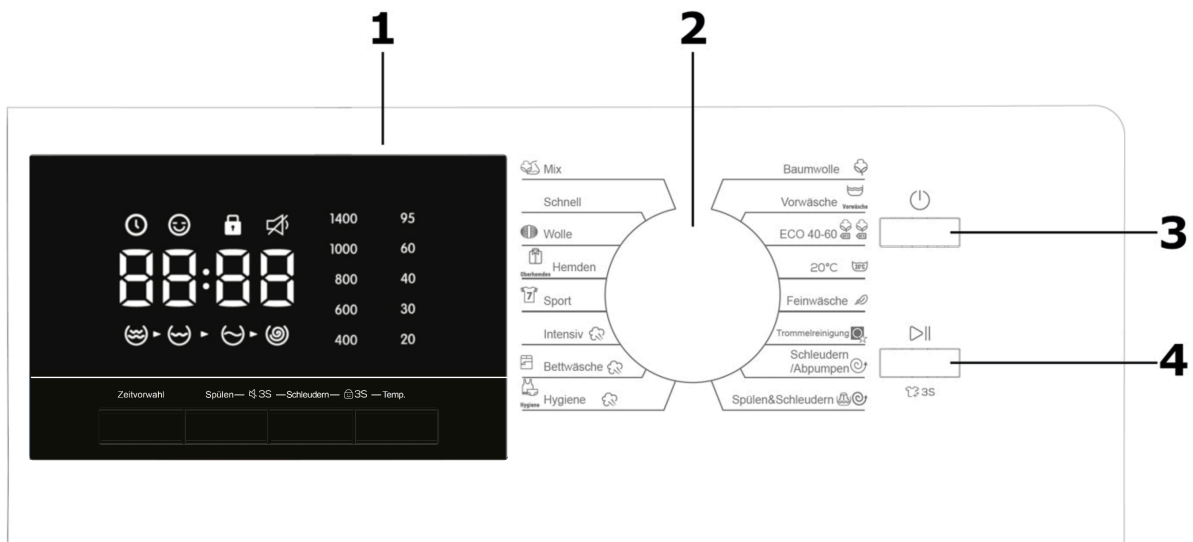 1
2
3
4
1400 95
1000 60
88:88
800 40
600 30
400 20
Zeitvorwahl Spülen— 3S —Schleudern— 3S —Temp.
Mix
Schnell
Wolle
Oberhemden Hemden
7 Sport
Intensiv
Bettwäsche
Hygiene Hygiene
Baumwolle
Vorwäsche Vorwäsche
ECO 40-60
20°C 20°C
Feinwäsche
Trommelreinigung
Schleudern
/Abpumpen
Spülen&Schleudern
3S